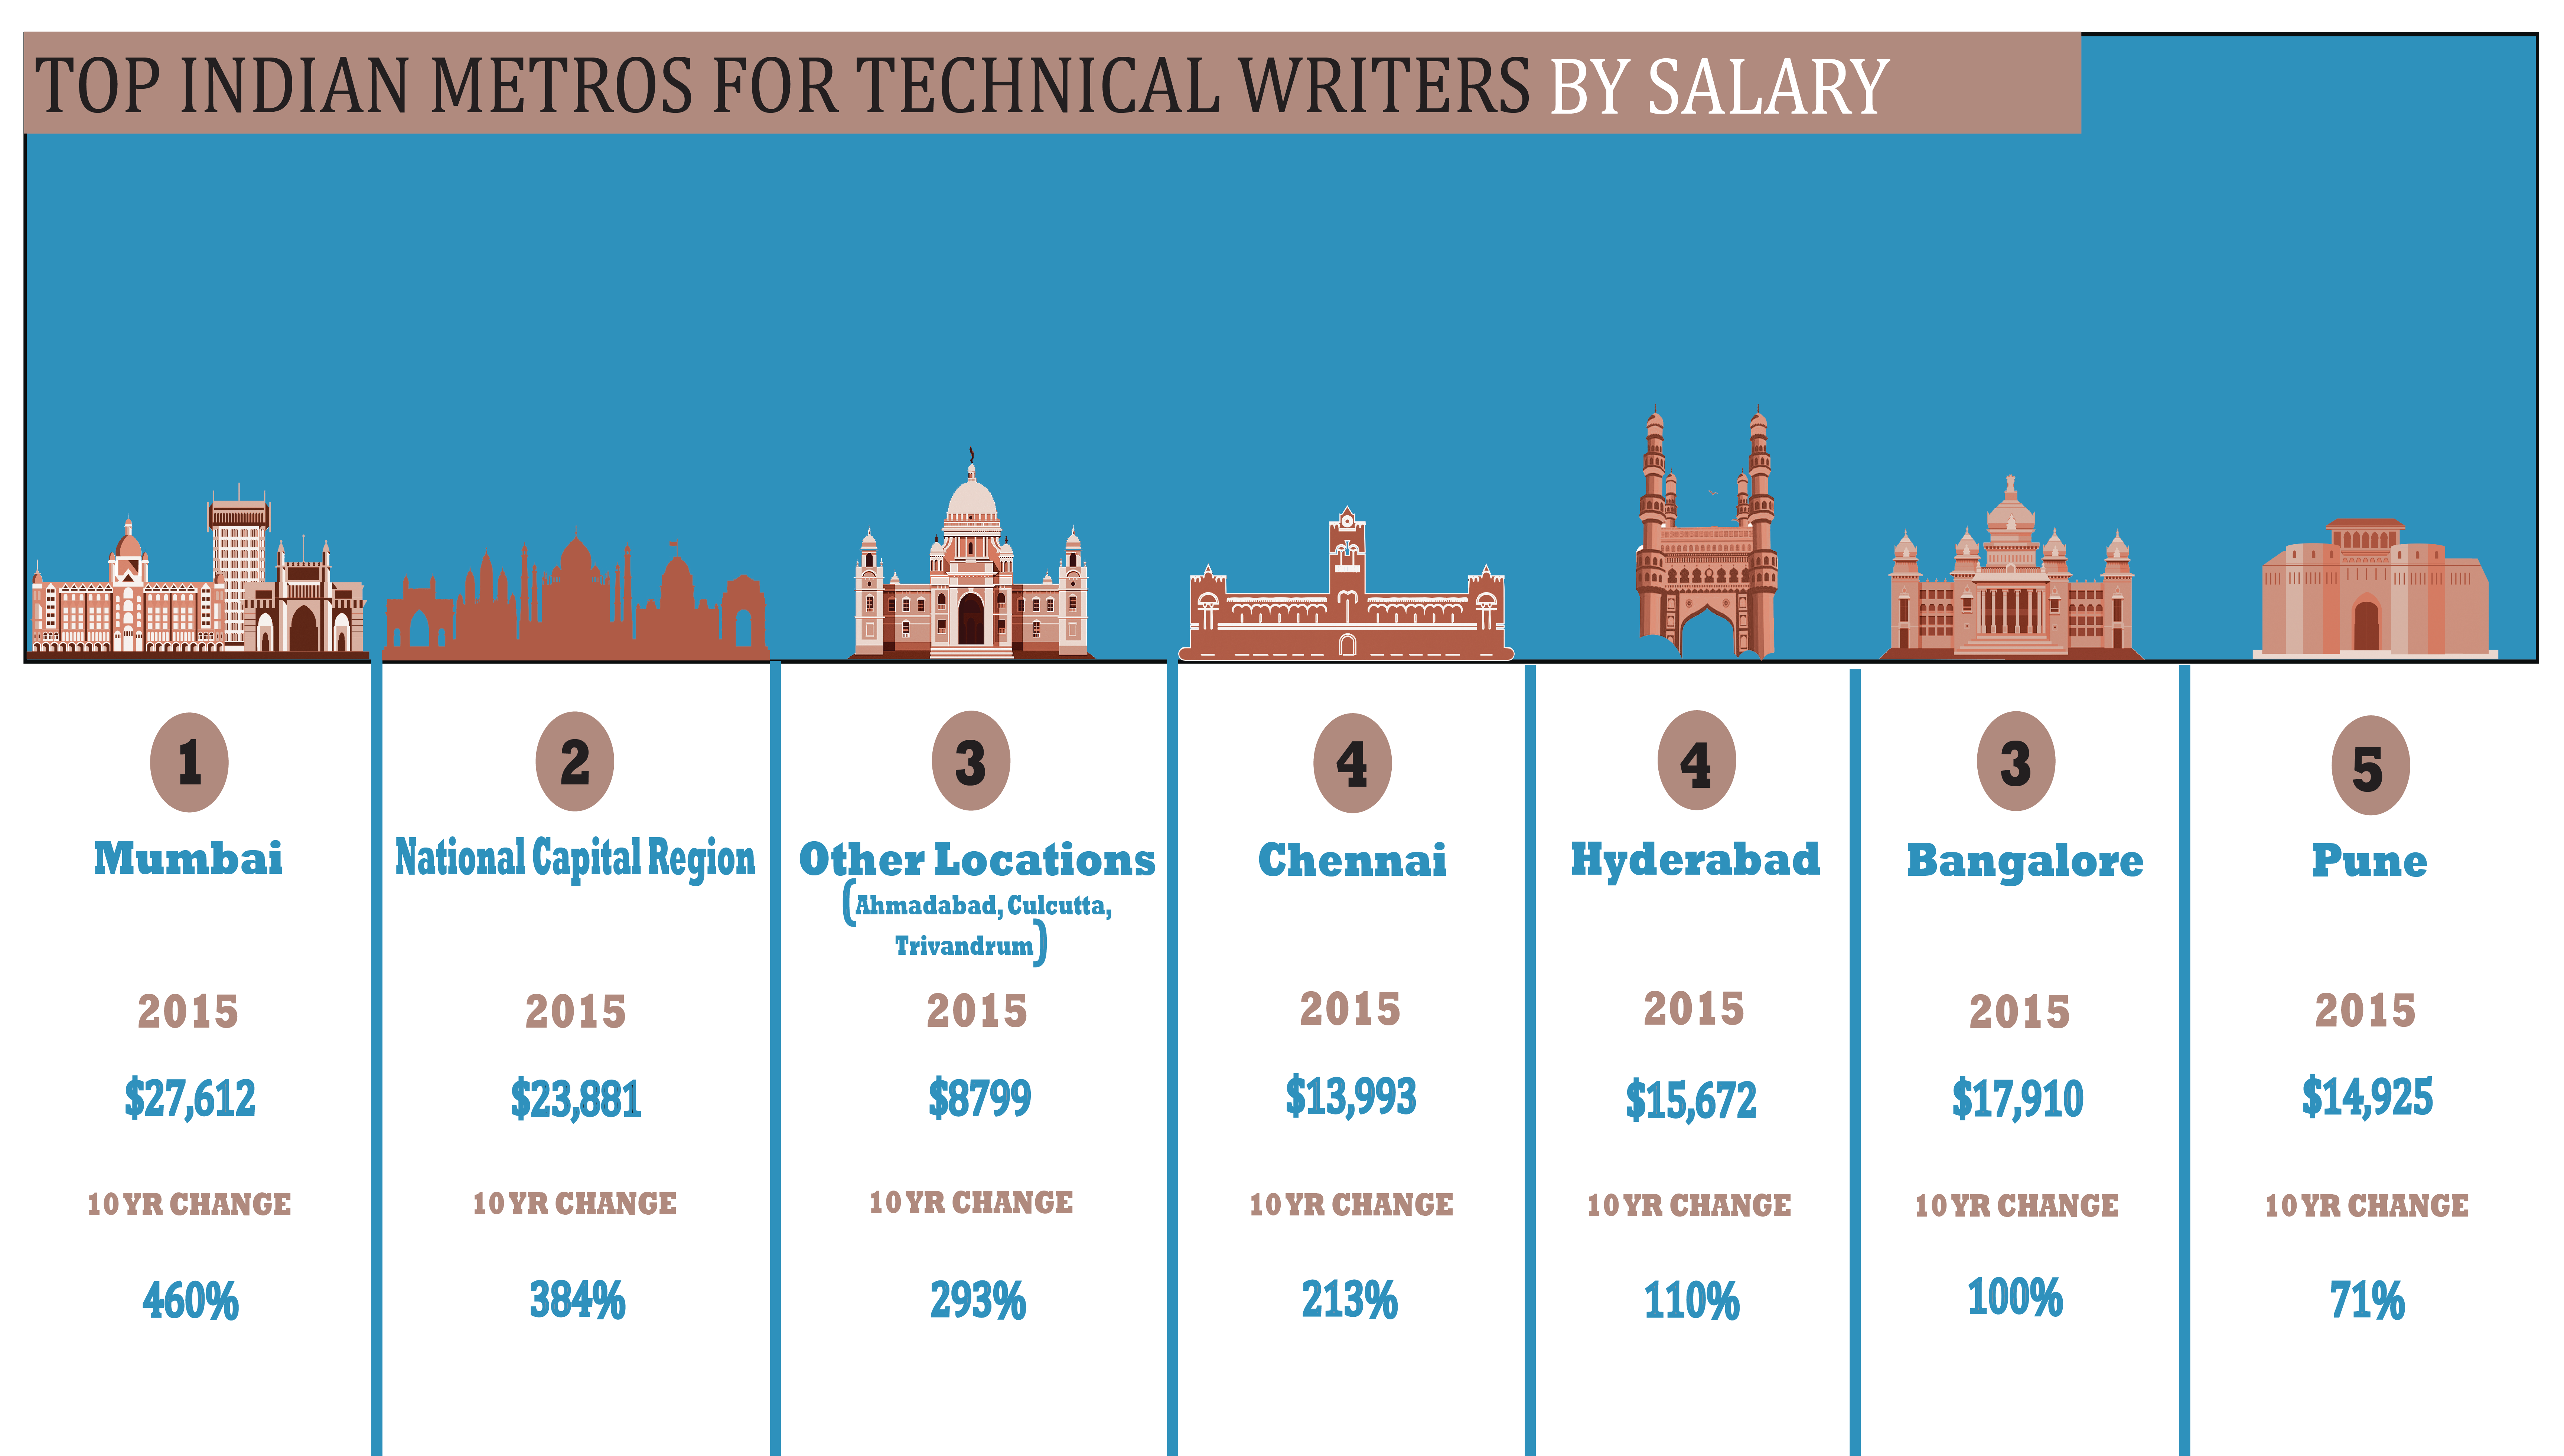 TOP INDIAN METROS FOR TECHNICAL WRITERS BY SALARY
1
Mumbai
2015
$27,612
10 YR CHANGE
460%
2
National Capital Region
2015
$23,881
10 YR CHANGE
384%
3
Other Locations
(Ahmadabad, Culcutta,
Trivandrum)
2015
$8799
10 YR CHANGE
293%
4
Chennai
2015
$13,993
10 YR CHANGE
213%
4
Hyderabad
2015
$15,672
10 YR CHANGE
110%
3
Bangalore
2015
$17,910
10 YR CHANGE
100%
5
Pune
2015
$14,925
10 YR CHANGE
71%